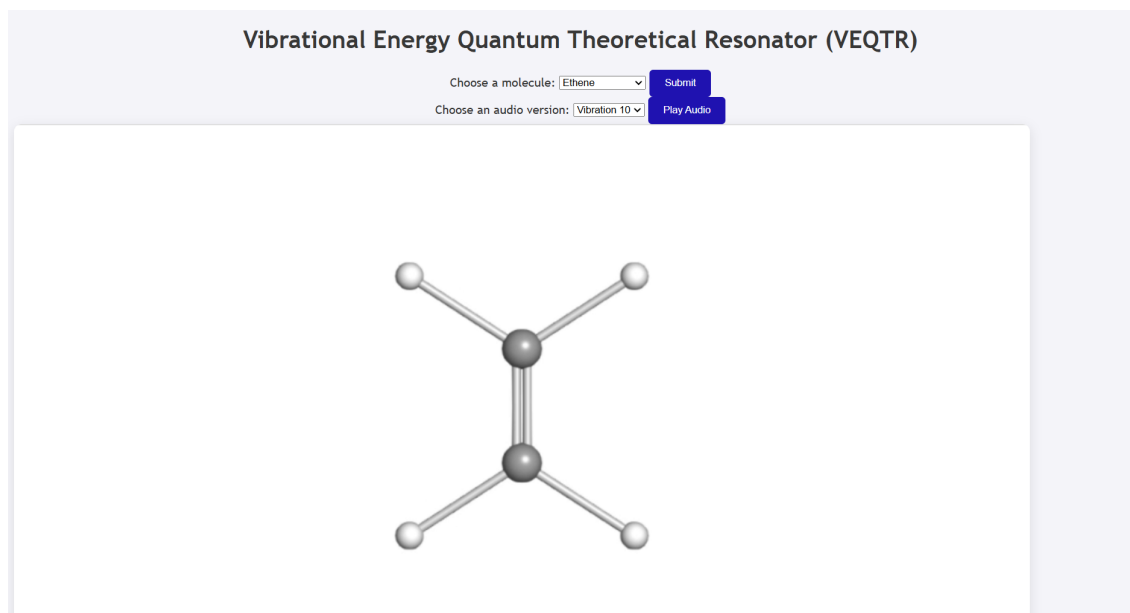 Vibrational Energy Quantum Theoretical Resonator (VEQTR)
Choose a molecule: Ethene Submit
Choose an audio version: Vibration 10 Play Audio